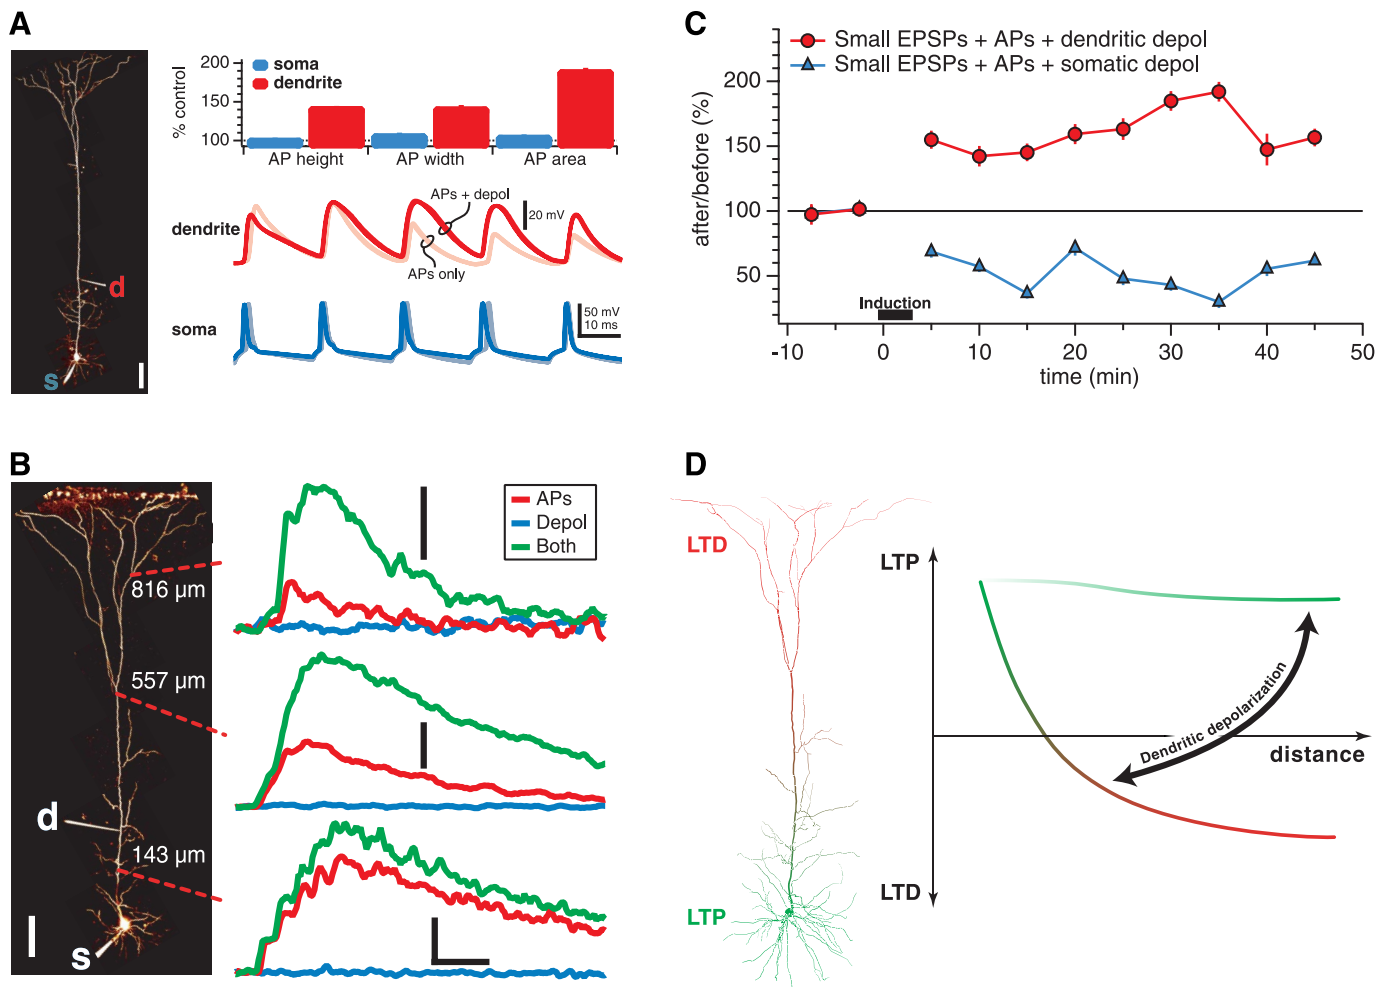 A
200
150
100
% control
soma
dendrite
AP height
AP width
AP area
d
s
dendrite
APs + depol
20 mV
APs only
soma
50 mV
10 ms
C
Small EPSPs + APs + dendritic depol
Small EPSPs + APs + somatic depol
200
150
100
50
after/before (%)
Induction
-10
0
10
20
30
40
50
time (min)
B
816 µm
557 µm
d
143 µm
s
APs
Depol
Both
D
LTD
LTP
LTP
Dendritic depolarization
distance
LTD